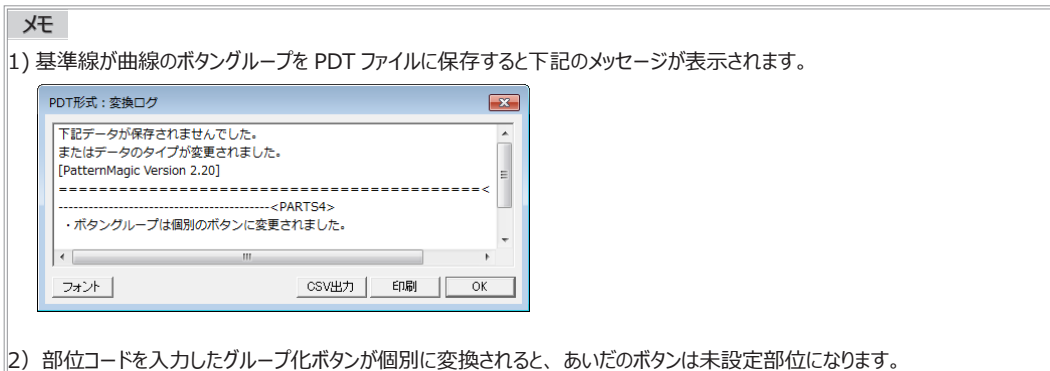 メモ
1) 基準線が曲線のボタングループを PDT ファイルに保存すると下記のメッセージが表示されます。
PDT形式：変換ログ
下記データが保存されませんでした。
またはデータのタイプが変更されました。
[PatternMagic Version 2.20]
==========================================<
------------------------------------------<PARTS4>
・ボタングループは個別のボタンに変更されました。
フォント CSV出力 印刷 OK
2) 部位コードを入力したグループ化ボタンが個別に変換されると、あいだのボタンは未設定部位になります。